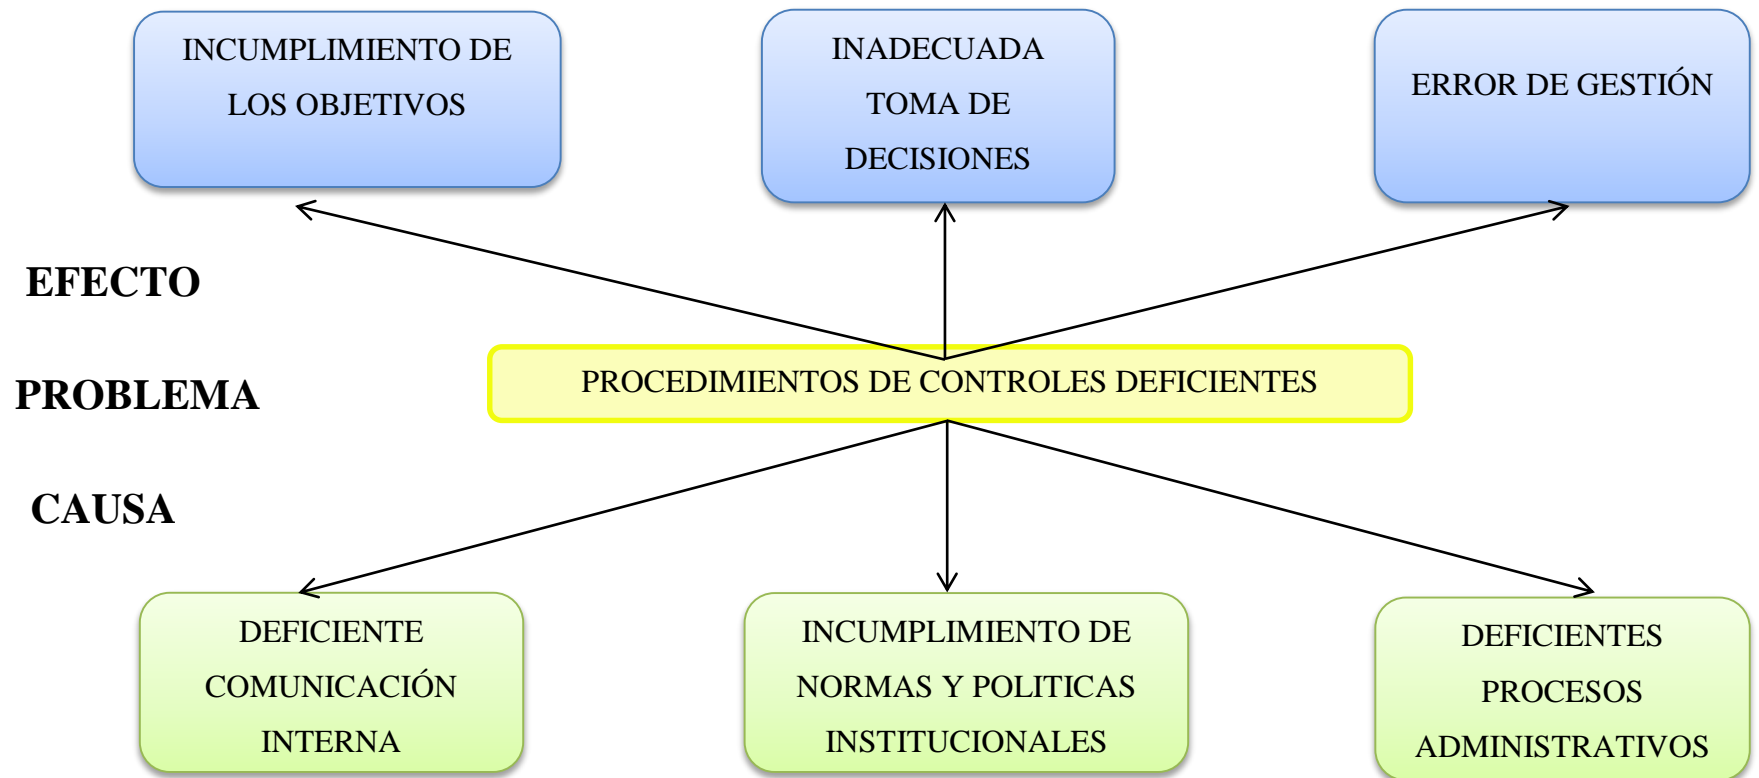 INCUMPLIMIENTO DE
LOS OBJETIVOS
INADECUADA
TOMA DE
DECISIONES
ERROR DE GESTIÓN
EFECTO
PROBLEMA
PROCEDIMIENTOS DE CONTROLES DEFICIENTES
CAUSA
DEFICIENTE
COMUNICACIÓN
INTERNA
INCUMPLIMIENTO DE
NORMAS Y POLITICAS
INSTITUCIONALES
DEFICIENTES
PROCESOS
ADMINISTRATIVOS